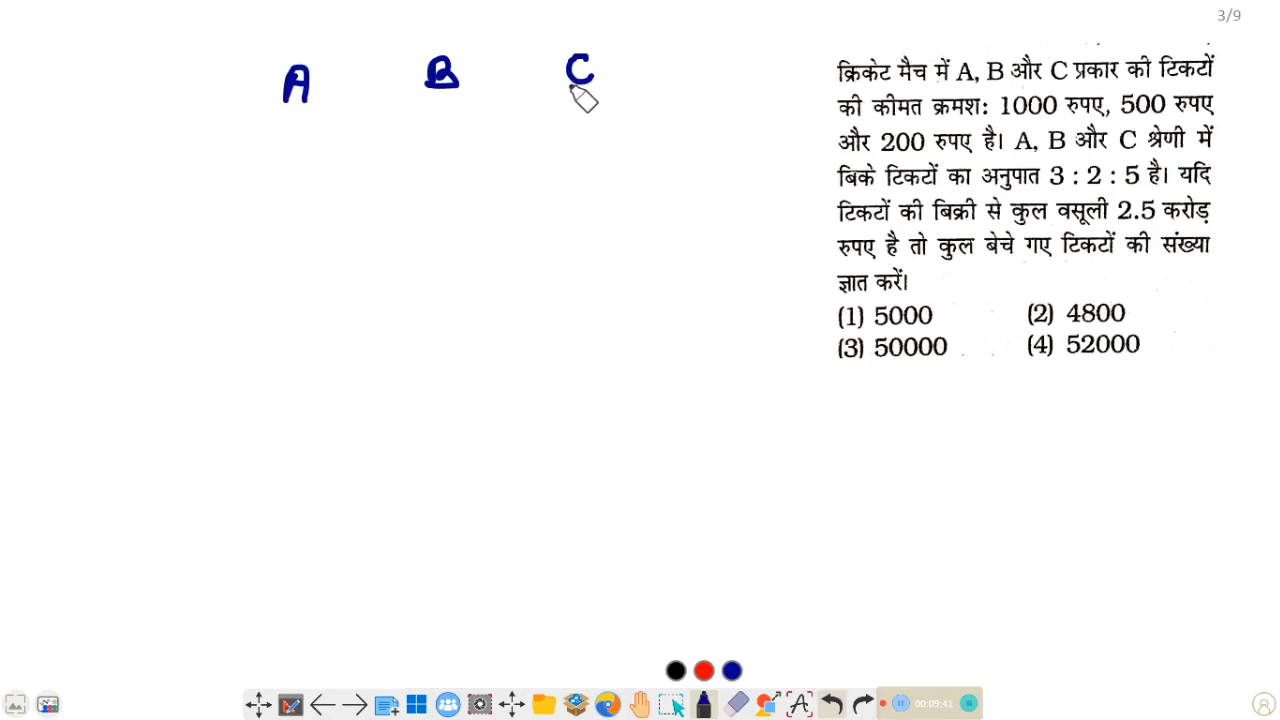 3/9
A B C
क्रिकेट मैच में A, B और C प्रकार की टिकटों
की कीमत क्रमश: 1000 रुपए, 500 रुपए
और 200 रुपए है। A, B और C श्रेणी में
बिके टिकटों का अनुपात 3 : 2 : 5 है। यदि
टिकटों की बिक्री से कुल वसूली 2.5 करोड़
रुपए है तो कुल बेचे गए टिकटों की संख्या
ज्ञात करें।
(1) 5000 (2) 4800
(3) 50000 (4) 52000
00:09:41